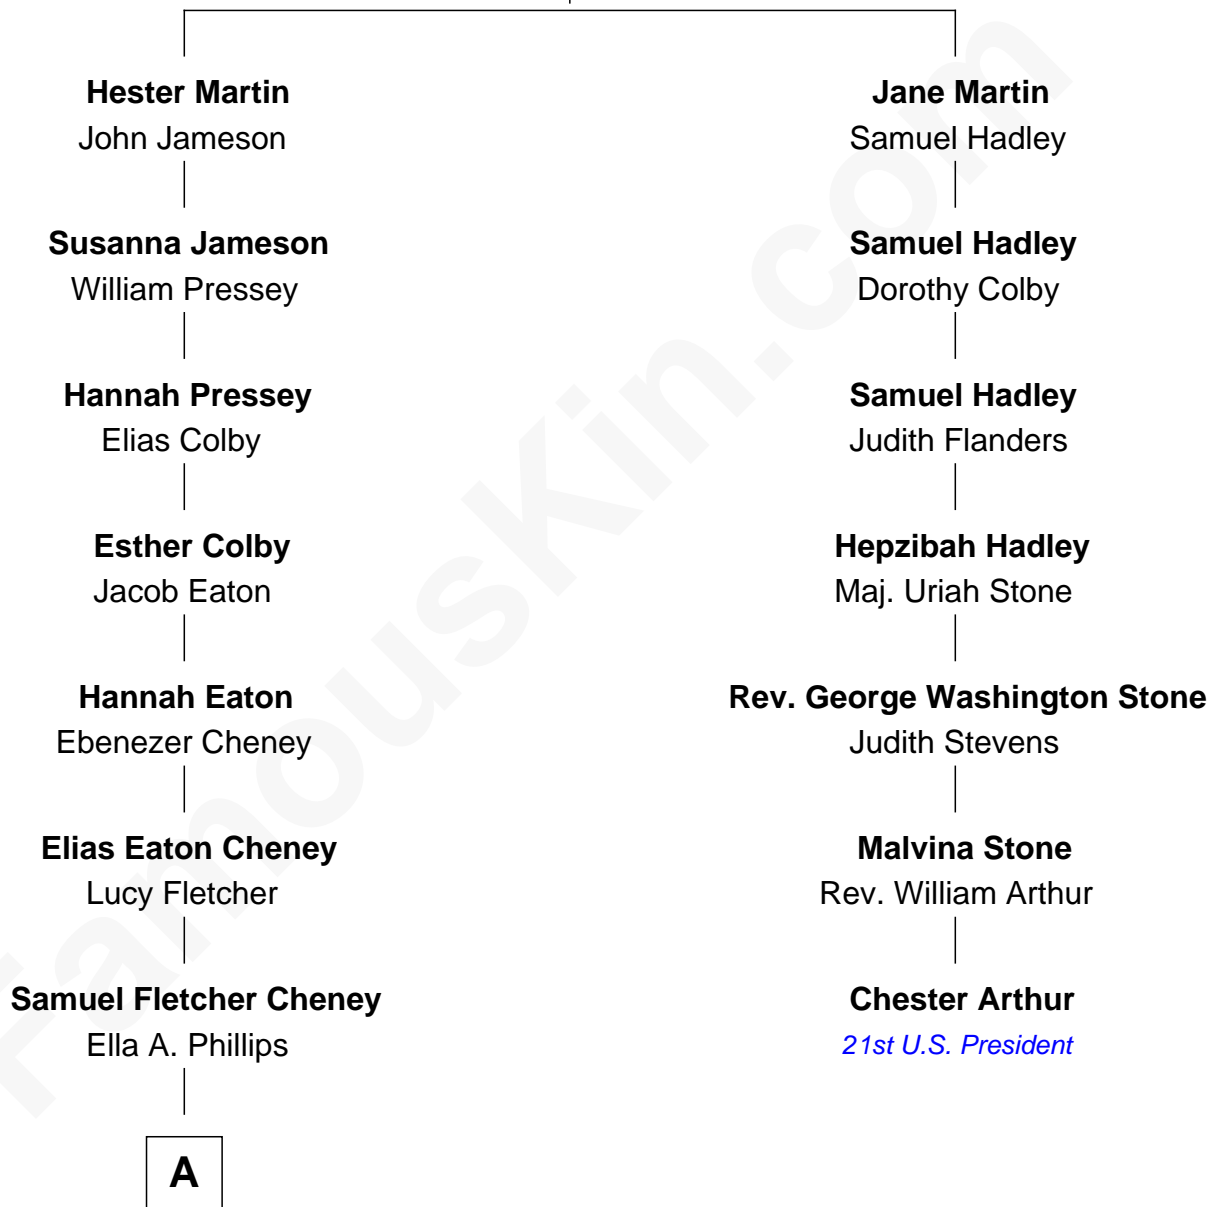 Hester Martin
John Jameson
Susanna Jameson
William Pressey
Hannah Pressey
Elias Colby
Esther Colby
Jacob Eaton
Hannah Eaton
Ebenezer Cheney
Elias Eaton Cheney
Lucy Fletcher
Samuel Fletcher Cheney
Ella A. Phillips
A
Jane Martin
Samuel Hadley
Samuel Hadley
Dorothy Colby
Samuel Hadley
Judith Flanders
Hepzibah Hadley
Maj. Uriah Stone
Rev. George Washington Stone
Judith Stevens
Malvina Stone
Rev. William Arthur
Chester Arthur
21st U.S. President
FamousKin.com